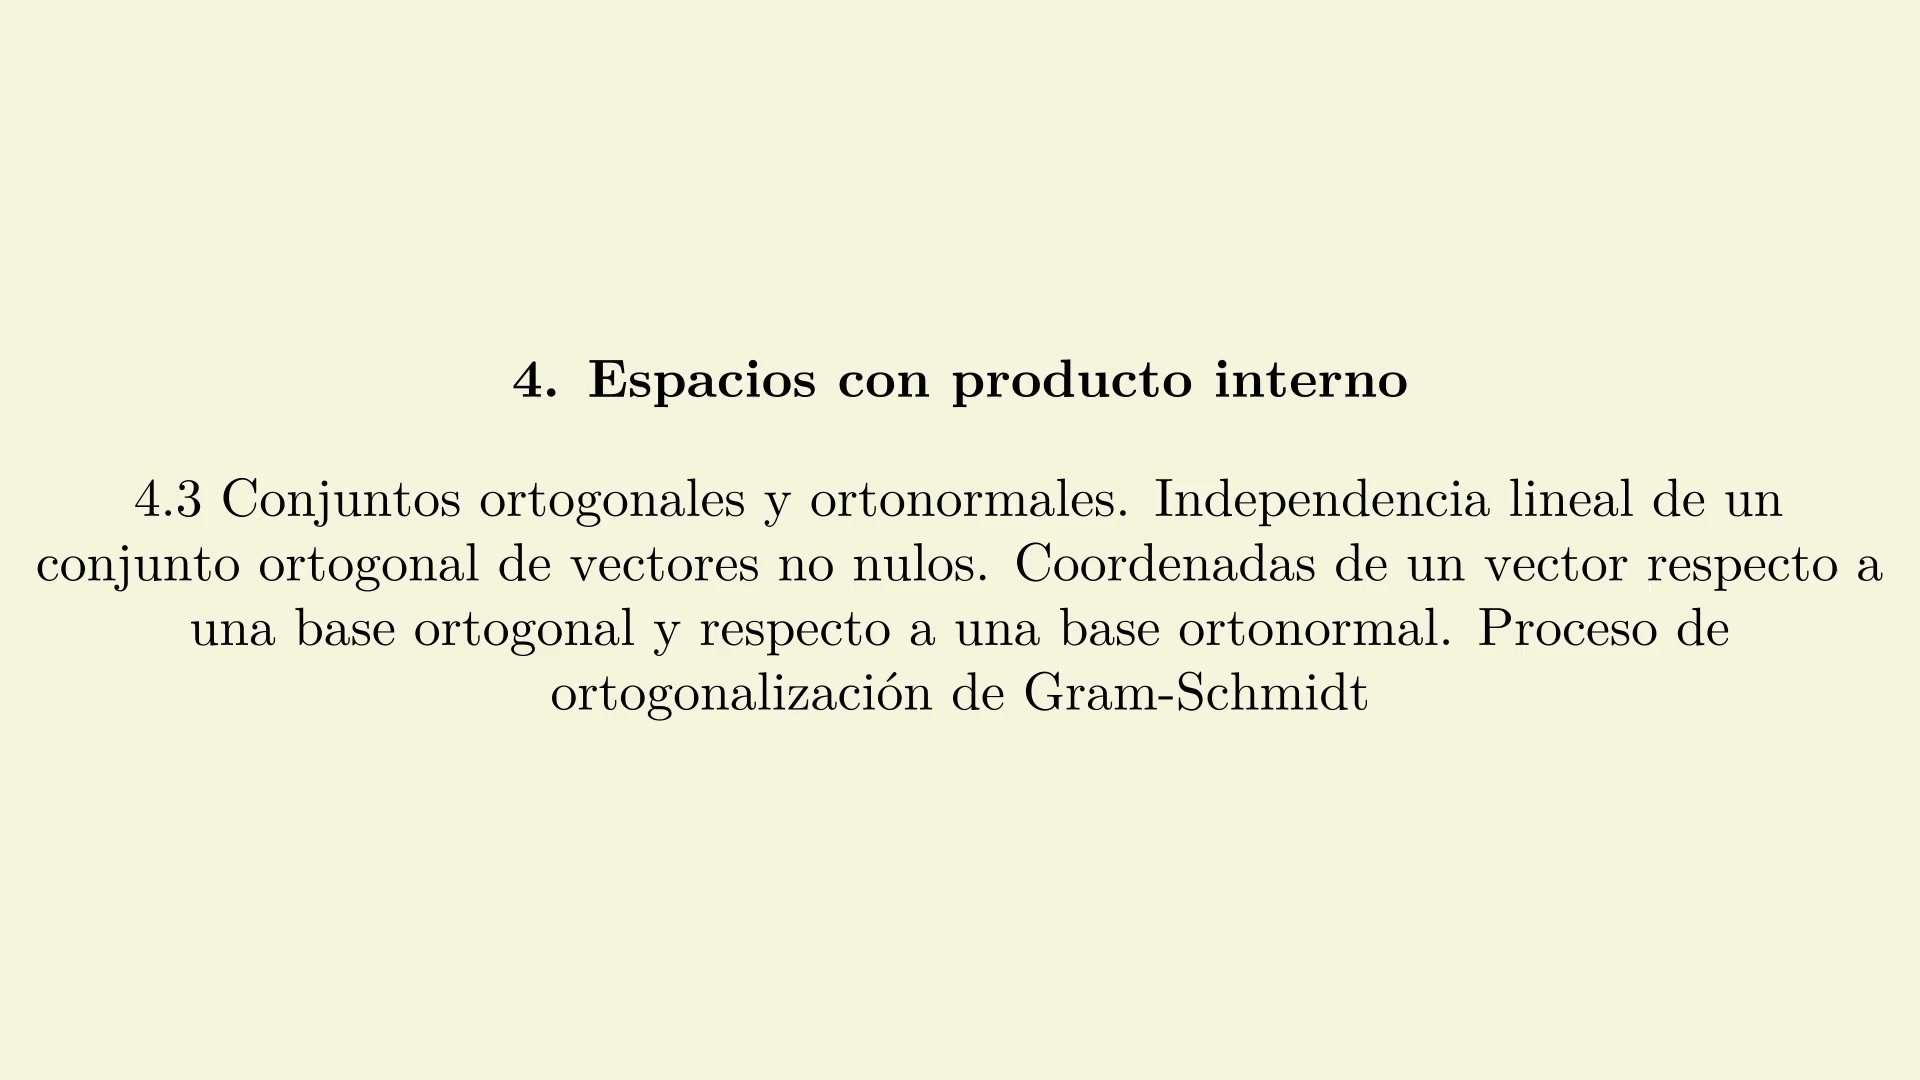 4. Espacios con producto interno
4.3 Conjuntos ortogonales y ortonormales. Independencia lineal de un
conjunto ortogonal de vectores no nulos. Coordenadas de un vector respecto a
una base ortogonal y respecto a una base ortonormal. Proceso de
ortogonalización de Gram-Schmidt